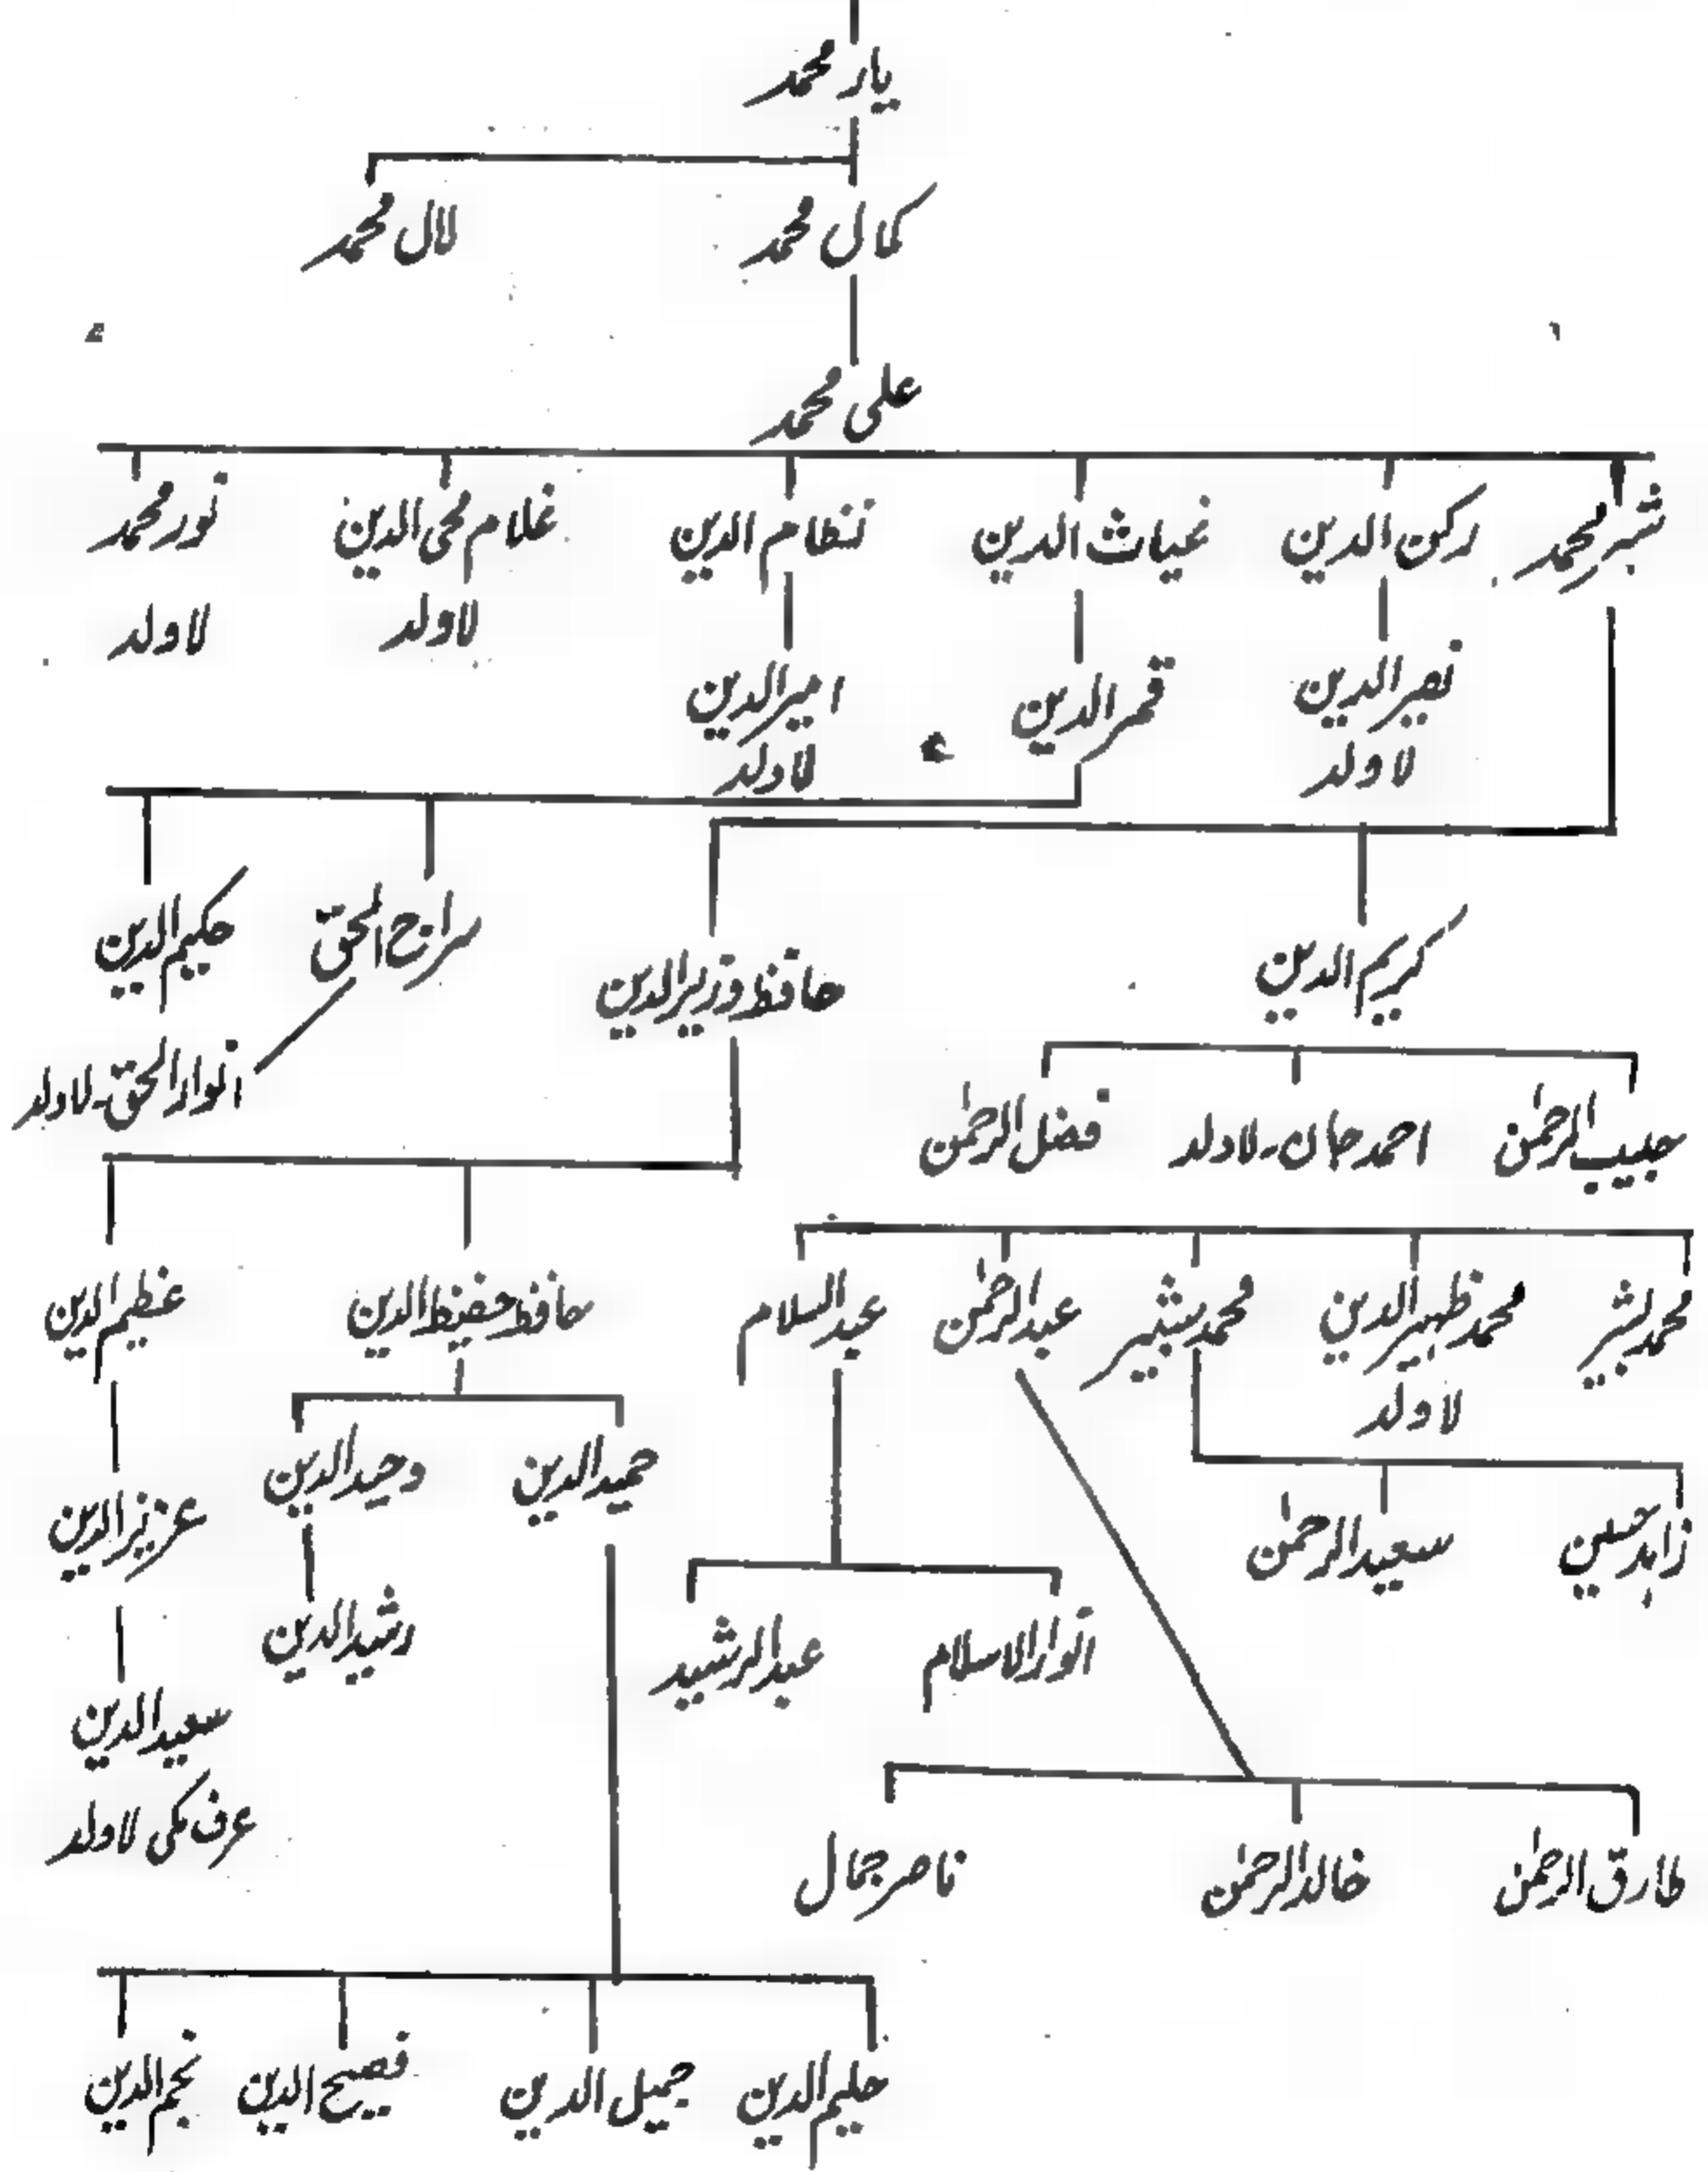 یار محمد
کمال محمد لال محمد
علی محمد
شیر محمد رکن الدین غیاث الدین نظام الدین غلام محی الدین نور محمد
لاولد لاولد
نصیر الدین قمر الدین امیر الدین
لاولد لاولد
کریم الدین حافظ وزیر الدین سراج الحق حکیم الدین
انوار الحق۔لاولد
حبیب الرحمٰن احمد جان۔لاولد فضل الرحمٰن
محمد بشر محمد ظہیر الدین محمد بشیر عبد الرحمٰن عبد السلام حافظ حفیظ الدین عظیم الدین
لاولد
زاہد حسین سعید الرحمٰن حمید الدین وحید الدین عزیز الدین
انوار الاسلام عبد الرشید رشید الدین
سعید الدین
عرف مکی لاولد
طارق الرحمٰن خالد الرحمٰن ناصر جمال
حلیم الدین جمیل الدین فصیح الدین نجم الدین